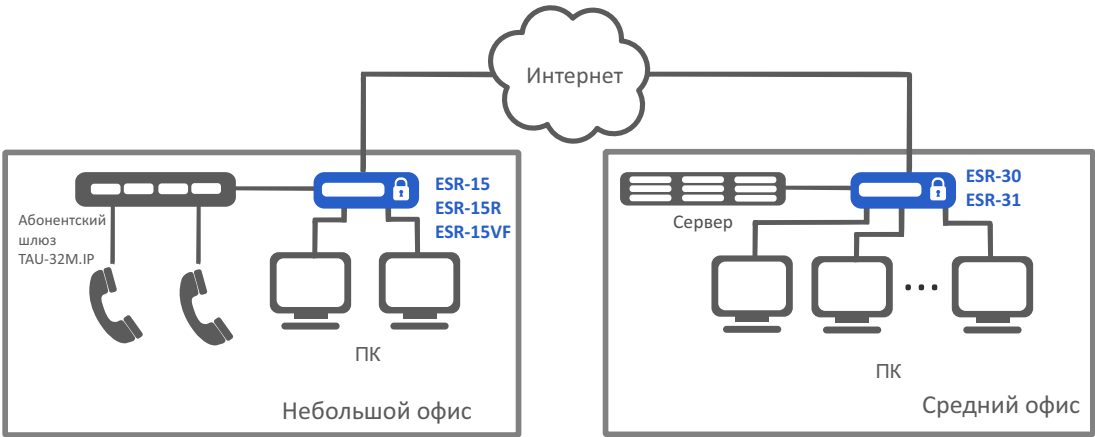 Интернет
ESR-15
ESR-15R
ESR-15VF
Абонентский
шлюз
TAU-32M.IP
ПК
Небольшой офис
ESR-30
ESR-31
Сервер
ПК
Средний офис